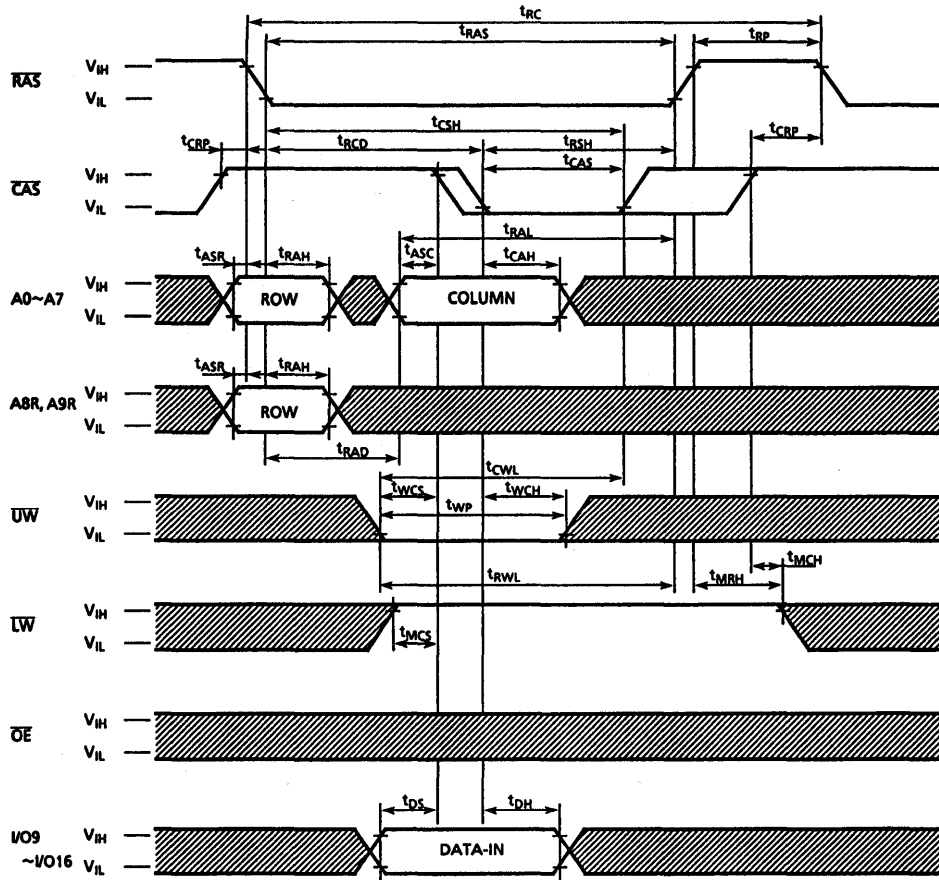 tRC
tRAS tRP
RAS VIH
VIL
tCSH
tCRP tRCD tRSH tCRP
tCAS
CAS VIH
VIL
tRAL
tASR tRAH tASC tCAH
A0~A7 VIH
VIL
ROW COLUMN
tASR tRAH
A8R, A9R VIH
VIL
ROW
tRAD
tCWL
tWCS tWCH
tWP
UW VIH
VIL
tMCH
tRWL tMRH
LW VIH
VIL
tMCS
OE VIH
VIL
tDS tDH
I/O9 VIH
~I/O16 VIL
DATA-IN